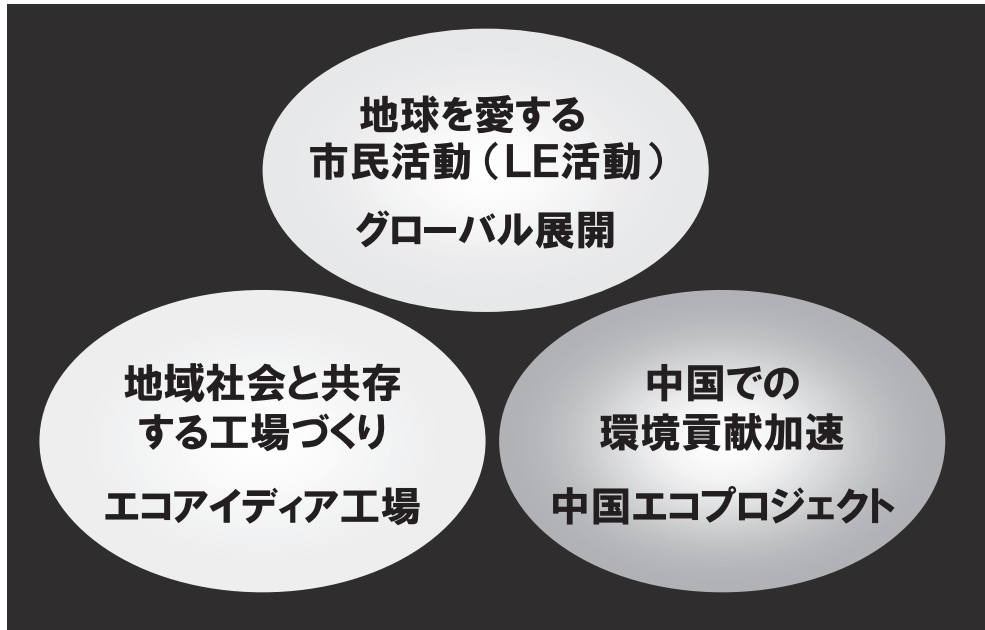 地球を愛する
市民活動（LE活動）
グローバル展開
地域社会と共存
する工場づくり
エコアイディア工場
中国での
環境貢献加速
中国エコプロジェクト